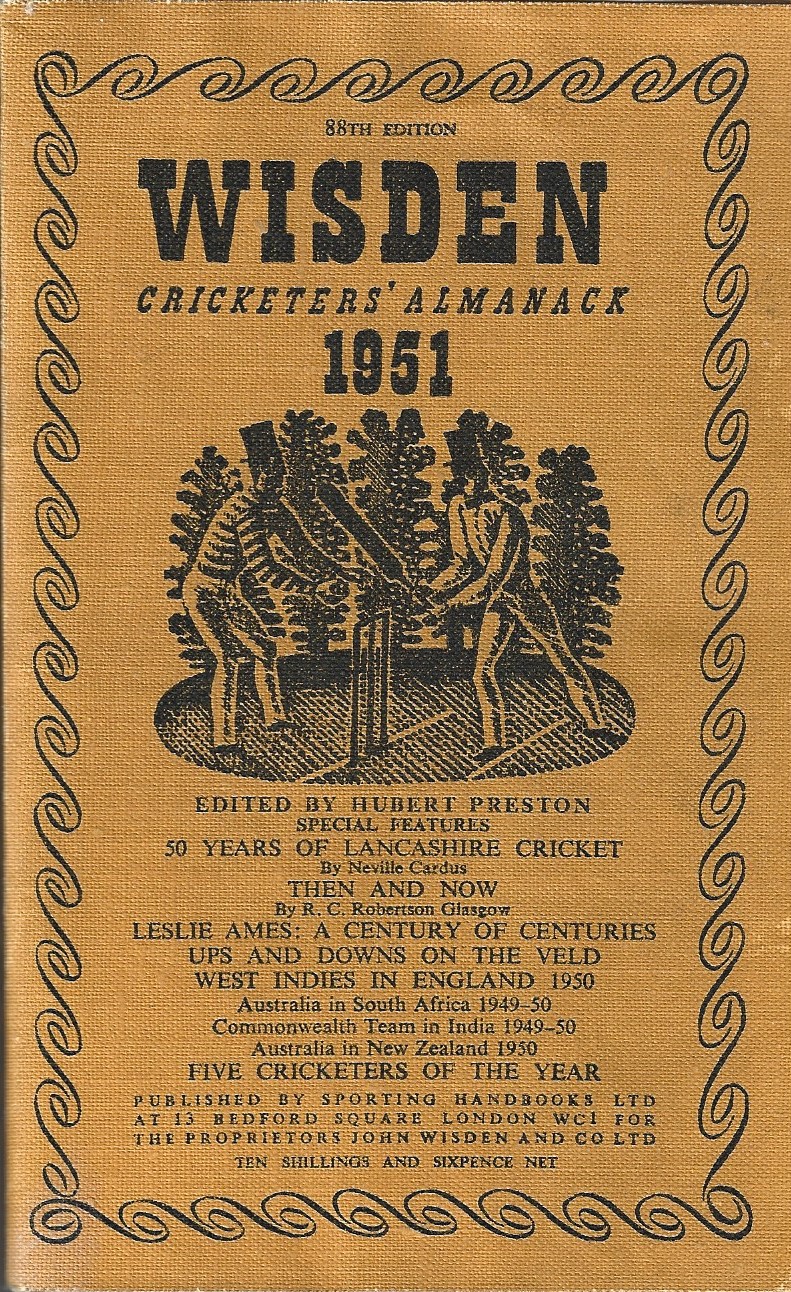 88TH EDITION
WISDEN
CRICKETERS' ALMANACK
1951
EDITED BY HUBERT PRESTON
SPECIAL FEATURES
50 YEARS OF LANCASHIRE CRICKET
By Neville Cardus
THEN AND NOW
By R. C. Robertson Glasgow
LESLIE AMES: A CENTURY OF CENTURIES
UPS AND DOWNS ON THE VELD
WEST INDIES IN ENGLAND 1950
Australia in South Africa 1949–50
Commonwealth Team in India 1949–50
Australia in New Zealand 1950
FIVE CRICKETERS OF THE YEAR
PUBLISHED BY SPORTING HANDBOOKS LTD
AT 13 BEDFORD SQUARE LONDON WC1 FOR
THE PROPRIETORS JOHN WISDEN AND CO LTD
TEN SHILLINGS AND SIXPENCE NET